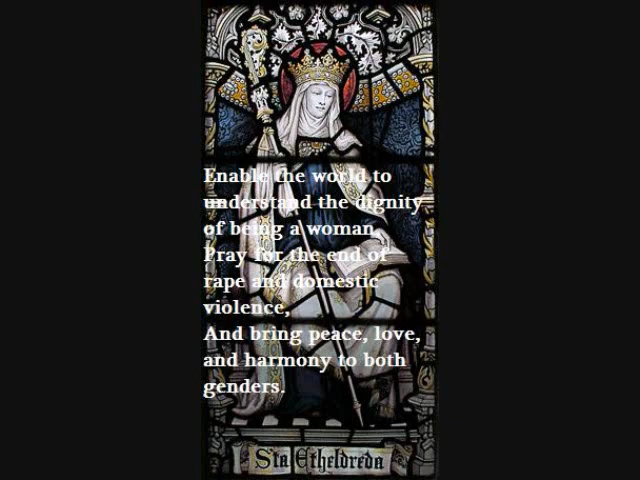 Enable the world to
understand the dignity
of being a woman,
Pray for the end of
rape and domestic
violence,
And bring peace, love,
and harmony to both
genders.
Sta Etheldreda